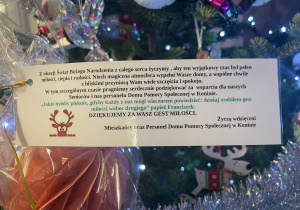 Z okazji Świąt Bożego Narodzenia z całego serca życzymy , aby ten wyjątkowy czas był pełen
miłości, ciepła i radości. Niech magiczna atmosfera wypełni Wasze domy, a wspólne chwile
z bliskimi przyniosą Wam wiele szczęścia i spokoju.
W tym szczególnym czasie pragniemy serdecznie podziękować za wsparcie dla naszych
Seniorów i nas personelu Domu Pomocy Społecznej w Koninie.
„Jakie byłoby piękne, gdyby każdy z nas mógł wieczorem powiedzieć: dzisiaj zrobiłem gest
miłości wobec drugiego" papież Franciszek.
DZIĘKUJEMY ZA WASZ GEST MIŁOŚCI.
Życzą wdzięczni
Mieszkańcy oraz Personel Domu Pomocy Społecznej w Koninie